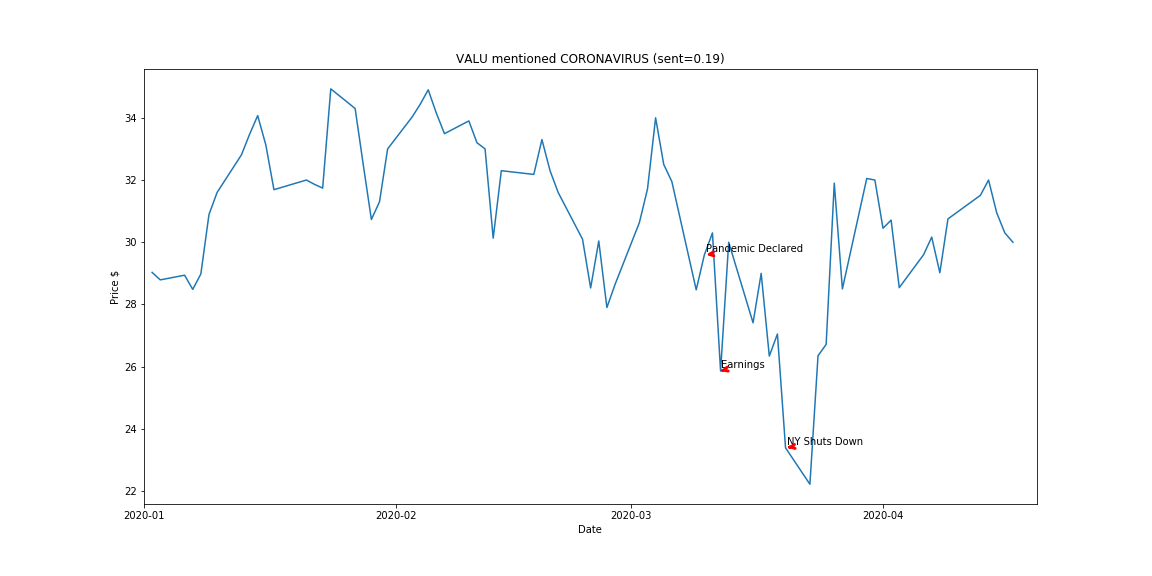 VALU mentioned CORONAVIRUS (sent=0.19)
Price $
34
32
30
28
26
24
22
Pandemic Declared
Earnings
NY Shuts Down
2020-01
2020-02
2020-03
2020-04
Date